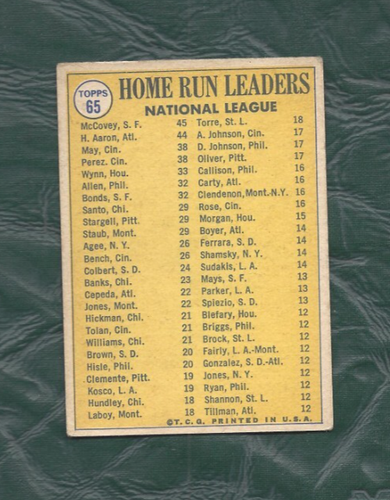 TOPPS
65
HOME RUN LEADERS
NATIONAL LEAGUE
McCovey, S. F. 45
H. Aaron, Atl. 44
May, Cin. 38
Perez, Cin. 38
Wynn, Hou. 33
Allen, Phil. 32
Bonds, S. F. 32
Santo, Chi. 29
Stargell, Pitt. 29
Staub, Mont. 29
Agee, N.Y. 26
Bench, Cin. 26
Colbert, S. D. 24
Banks, Chi. 23
Cepeda, Atl. 22
Jones, Mont. 22
Hickman, Chi. 21
Tolan, Cin. 21
Williams, Chi. 21
Brown, S. D. 20
Hisle, Phil. 20
Clemente, Pitt. 19
Kosco, L. A. 19
Hundley, Chi. 18
Laboy, Mont. 18
Torre, St. L. 18
A. Johnson, Cin. 17
D. Johnson, Phil. 17
Oliver, Pitt. 17
Callison, Phil. 16
Carty, Atl. 16
Clendenon, Mont.-N.Y. 16
Rose, Cin. 16
Morgan, Hou. 15
Boyer, Atl. 14
Ferrara, S. D. 14
Shamsky, N. Y. 14
Sudakis, L. A. 14
Mays, S. F. 13
Parker, L. A. 13
Spiezio, S. D. 13
Blefary, Hou. 12
Briggs, Phil. 12
Brock, St. L. 12
Fairly, L. A.-Mont. 12
Gonzalez, S. D.-Atl. 12
Jones, N. Y. 12
Ryan, Phil. 12
Shannon, St. L. 12
Tillman, Atl. 12
© T. C. G. PRINTED IN U. S. A.